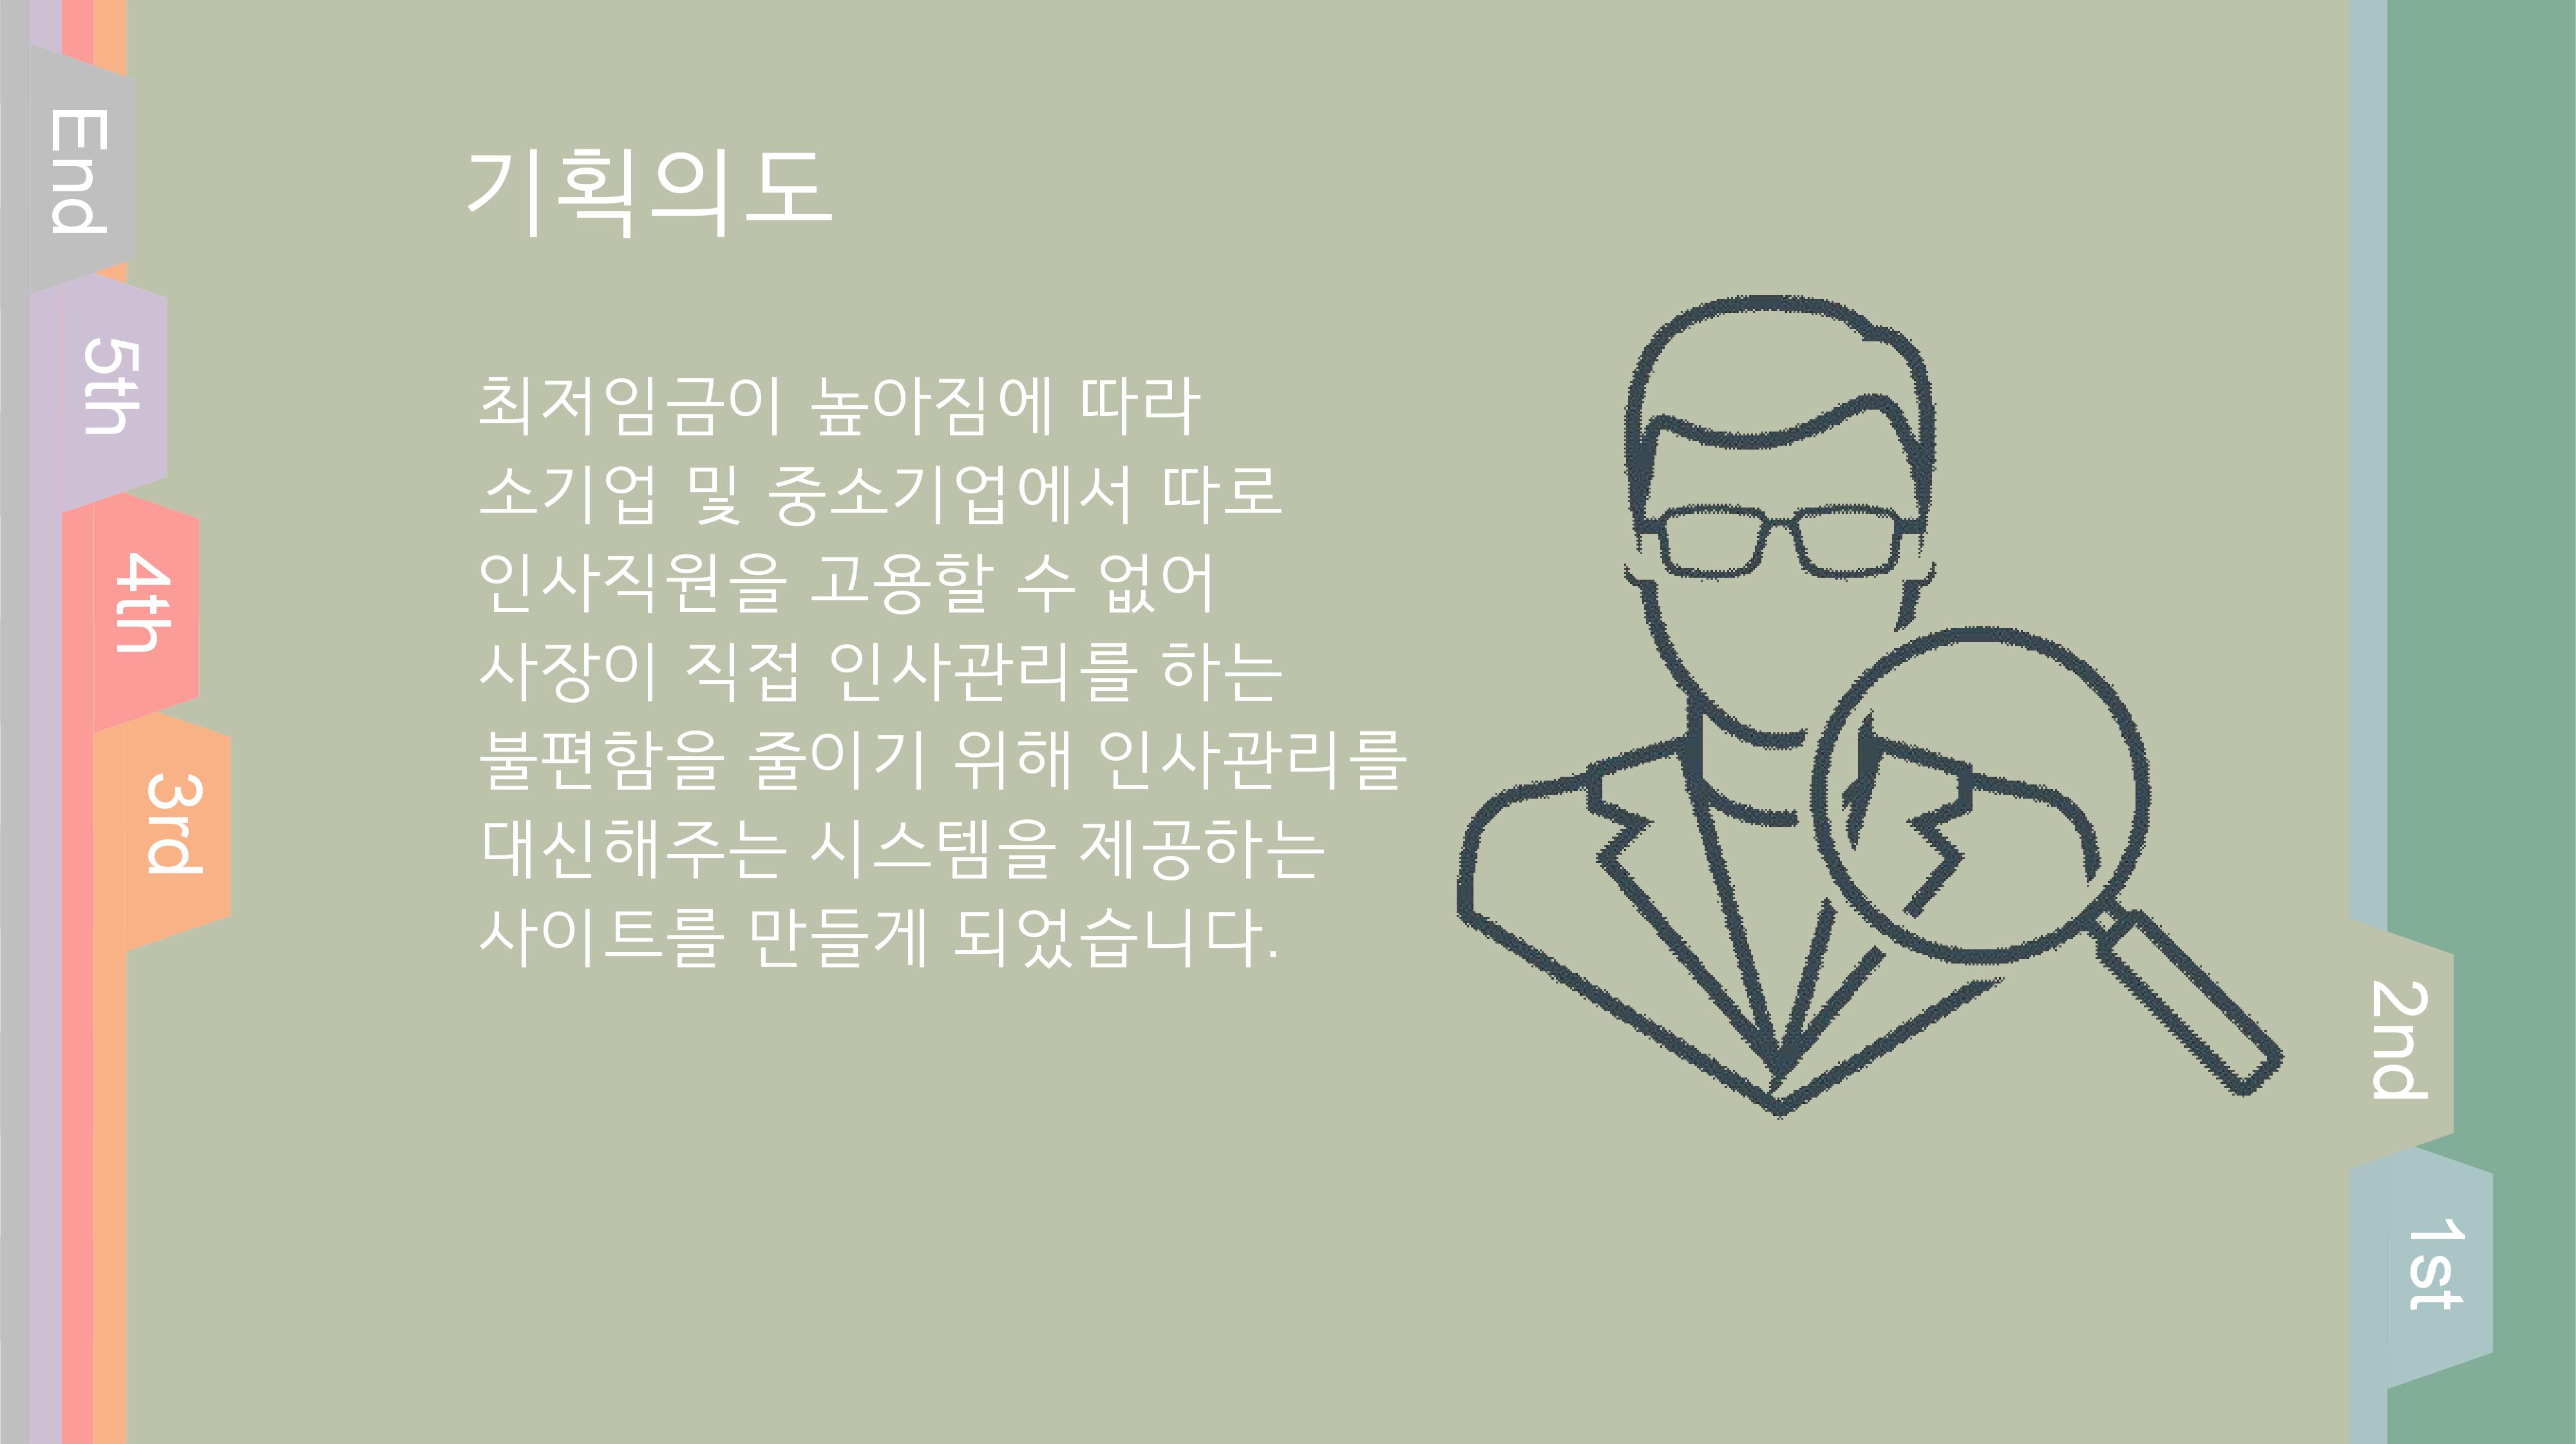 End
5th
4th
3rd
기획의도
최저임금이 높아짐에 따라
소기업 및 중소기업에서 따로
인사직원을 고용할 수 없어
사장이 직접 인사관리를 하는
불편함을 줄이기 위해 인사관리를
대신해주는 시스템을 제공하는
사이트를 만들게 되었습니다.
2nd
1st